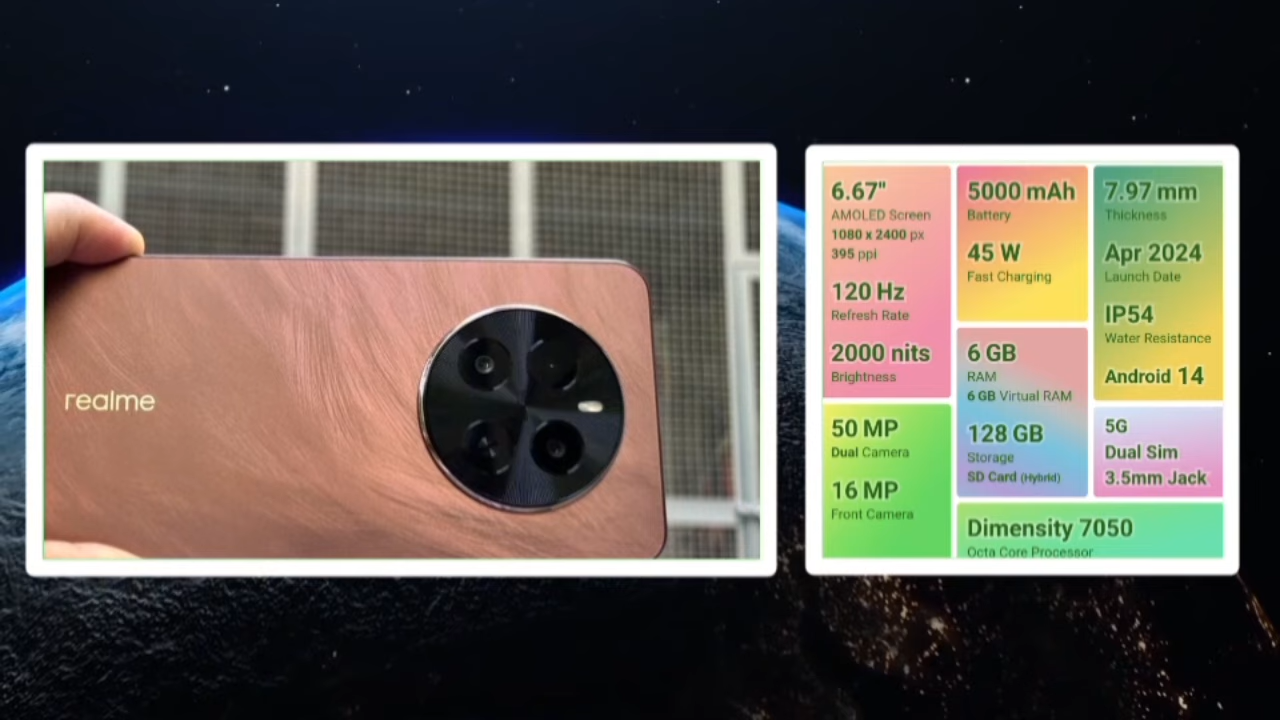 realme
6.67"
AMOLED Screen
1080 x 2400 px
395 ppi
120 Hz
Refresh Rate
2000 nits
Brightness
50 MP
Dual Camera
16 MP
Front Camera
5000 mAh
Battery
45 W
Fast Charging
6 GB
RAM
6 GB Virtual RAM
128 GB
Storage
SD Card (Hybrid)
7.97 mm
Thickness
Apr 2024
Launch Date
IP54
Water Resistance
Android 14
5G
Dual Sim
3.5mm Jack
Dimensity 7050
Octa Core Processor